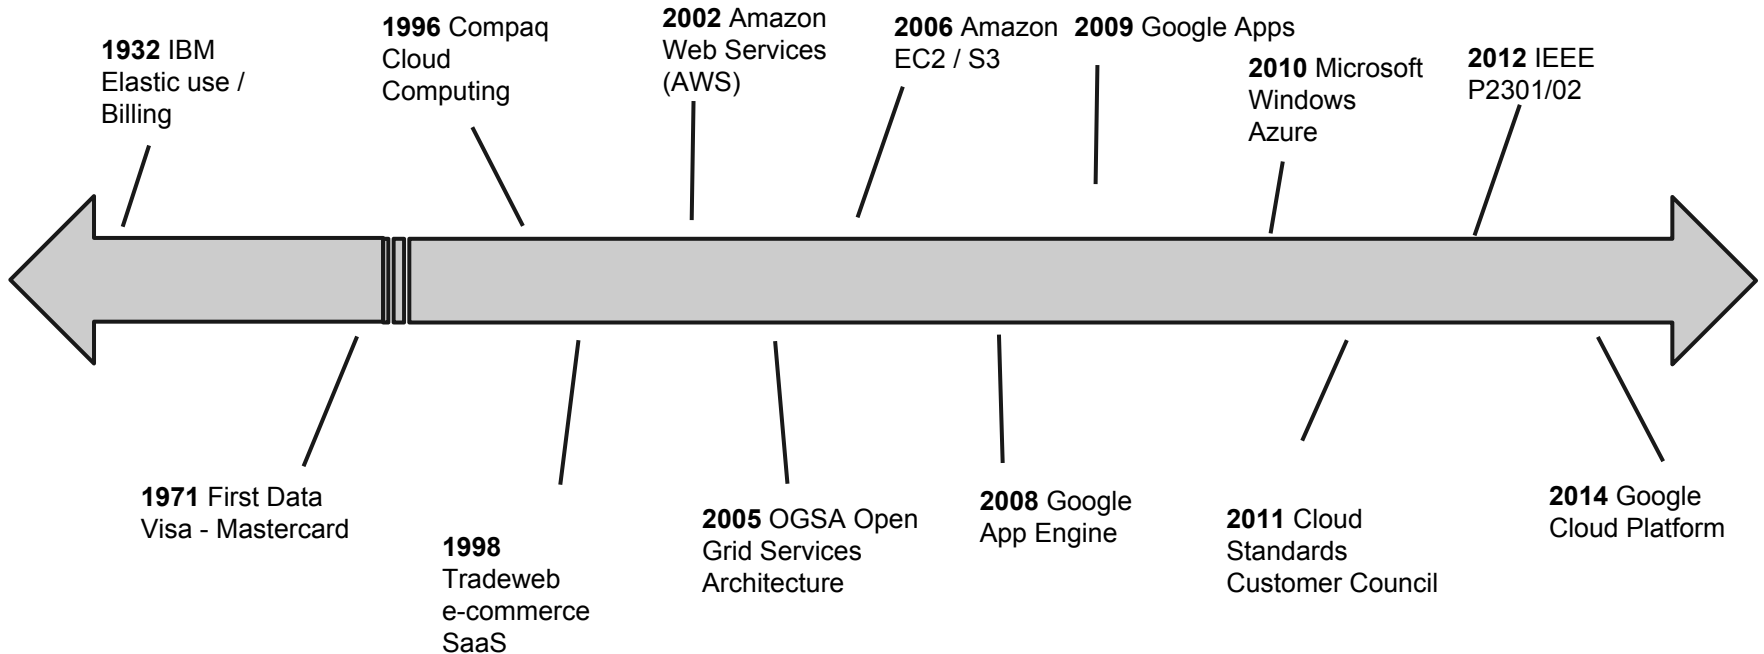 1932 IBM
Elastic use /
Billing
1996 Compaq
Cloud
Computing
2002 Amazon
Web Services
(AWS)
2006 Amazon
EC2 / S3
2009 Google Apps
2010 Microsoft
Windows
Azure
2012 IEEE
P2301/02
1971 First Data
Visa - Mastercard
1998
Tradeweb
e-commerce
SaaS
2005 OGSA Open
Grid Services
Architecture
2008 Google
App Engine
2011 Cloud
Standards
Customer Council
2014 Google
Cloud Platform